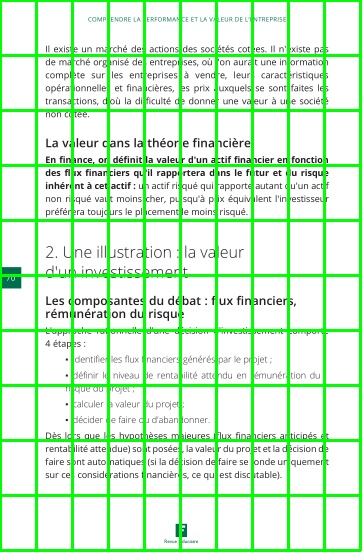 COMPRENDRE LA PERFORMANCE ET LA VALEUR DE L'ENTREPRISE
Il existe un marché des actions des sociétés cotées. Il n'existe pas
de marché organisé des entreprises, où l'on aurait une information
complète sur les entreprises à vendre, leurs caractéristiques
opérationnelles et financières, les prix auxquels se sont faites les
transactions, d'où la difficulté de donner une valeur à une société
non cotée.
La valeur dans la théorie financière
En finance, on définit la valeur d'un actif financier en fonction
des flux financiers qu'il rapportera dans le futur et du risque
inhérent à cet actif : un actif risqué qui rapporte autant qu'un actif
non risqué vaut moins cher, puisqu'à prix équivalent l'investisseur
préférera toujours le placement le moins risqué.
2. Une illustration : la valeur
d'un investissement
Les composantes du débat : flux financiers,
rémunération du risque
L'approche rationnelle d'une décision d'investissement comporte
4 étapes :
• identifier les flux financiers générés par le projet ;
• définir le niveau de rentabilité attendu en rémunération du
risque du projet ;
• calculer la valeur du projet ;
• décider de faire ou d'abandonner.
Dès lors que les hypothèses majeures (flux financiers anticipés et
rentabilité attendue) sont posées, la valeur du projet et la décision de
faire sont automatiques (si la décision de faire se fonde uniquement
sur ces considérations financières, ce qui est discutable).
Revue Fiduciaire